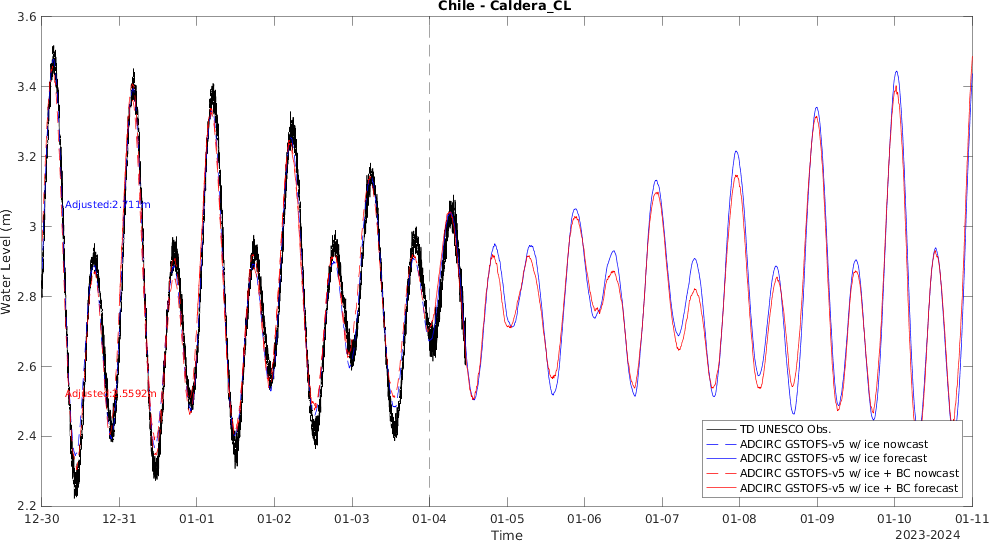 Chile - Caldera_CL
Water Level (m)
3.6
3.4
3.2
3
2.8
2.6
2.4
2.2
Adjusted:2.711m
Adjusted:2.5592m
TD UNESCO Obs.
ADCIRC GSTOFS-v5 w/ ice nowcast
ADCIRC GSTOFS-v5 w/ ice forecast
ADCIRC GSTOFS-v5 w/ ice + BC nowcast
ADCIRC GSTOFS-v5 w/ ice + BC forecast
12-30 12-31 01-01 01-02 01-03 01-04 01-05 01-06 01-07 01-08 01-09 01-10 01-11
Time
2023-2024